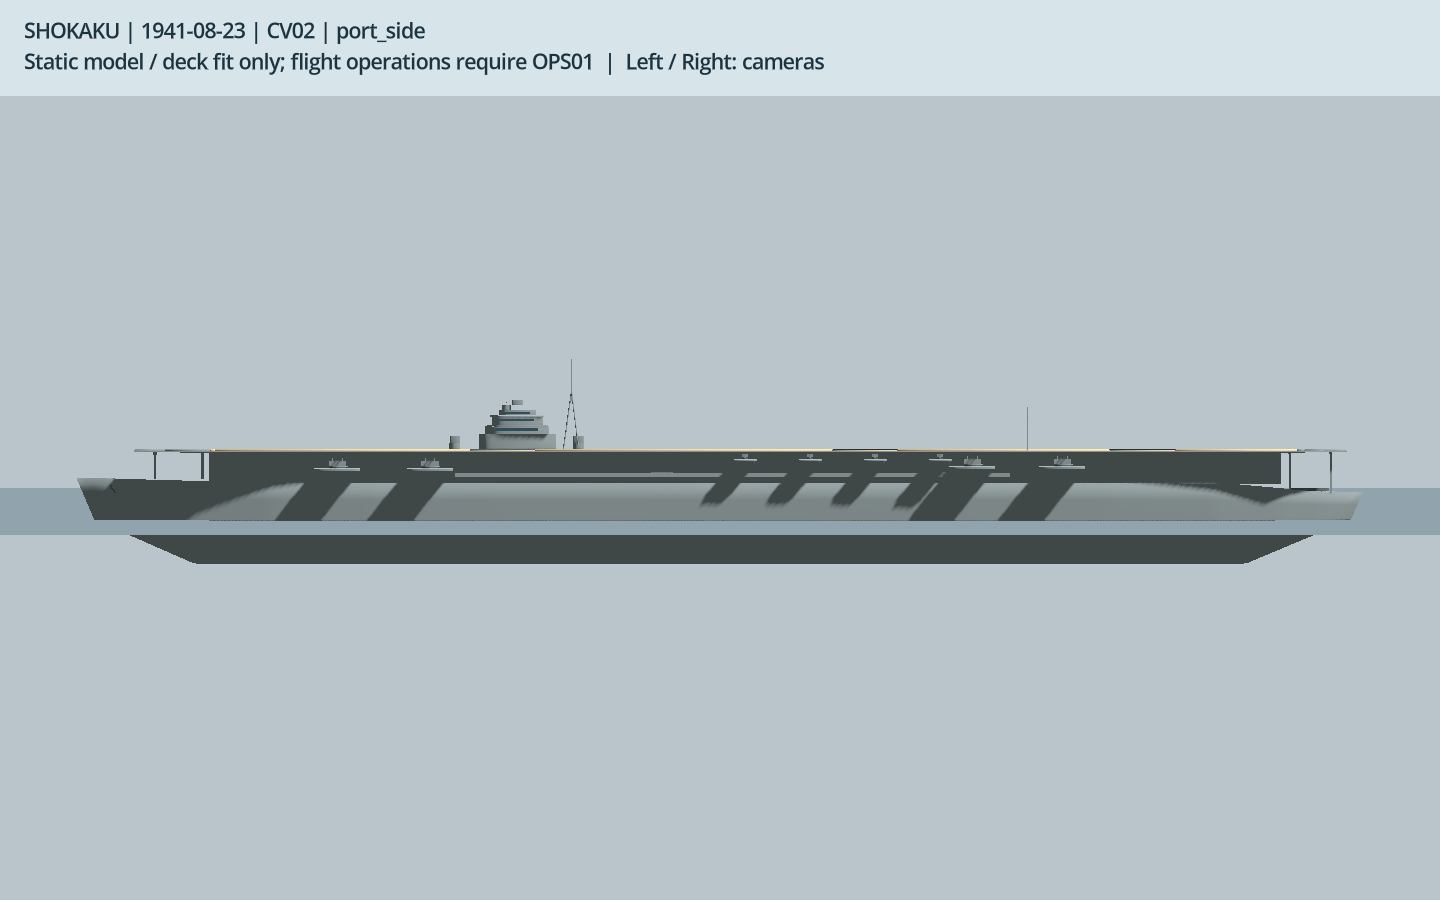 SHOKAKU | 1941-08-23 | CV02 | port_side
Static model / deck fit only; flight operations require OPS01 | Left / Right: cameras